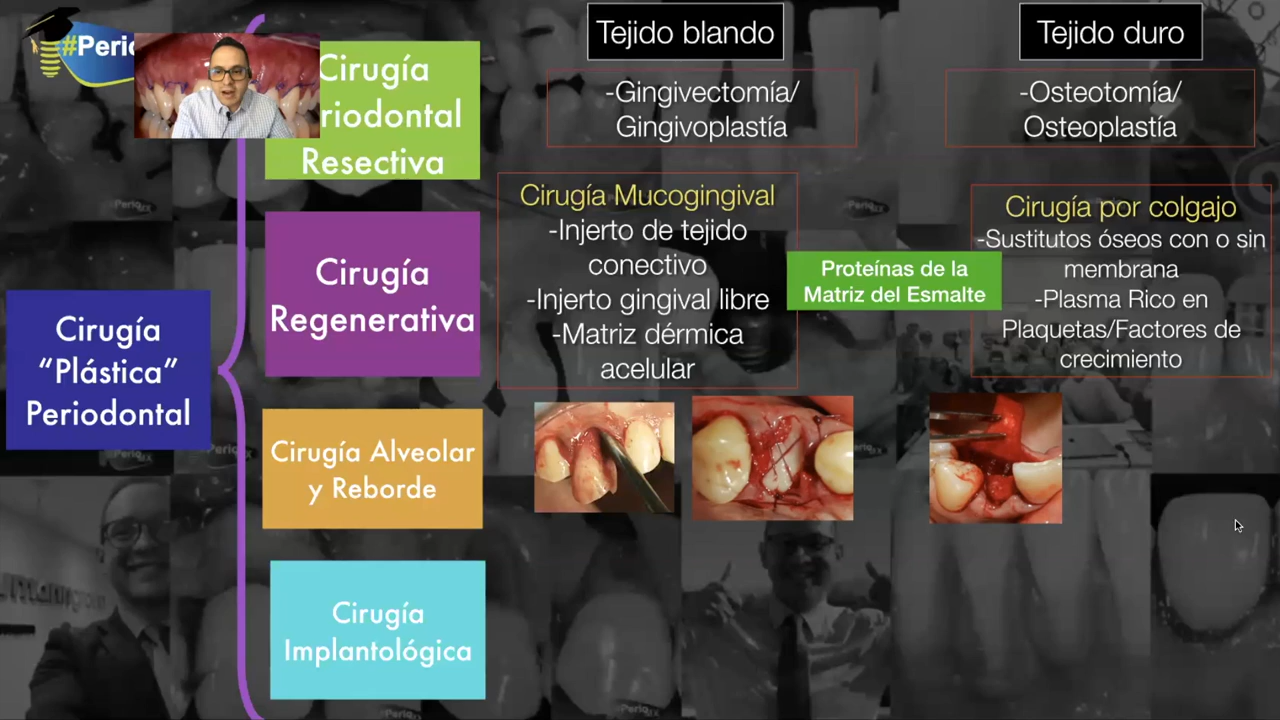 #Perio
Cirugía
“Plástica”
Periodontal
Cirugía
riodontal
Resectiva
Cirugía
Regenerativa
Cirugía Alveolar
y Reborde
Cirugía
Implantológica
Tejido blando
-Gingivectomía/
Gingivoplastía
Cirugía Mucogingival
-Injerto de tejido
conectivo
-Injerto gingival libre
-Matriz dérmica
acelular
Proteínas de la
Matriz del Esmalte
Tejido duro
-Osteotomía/
Osteoplastía
Cirugía por colgajo
-Sustitutos óseos con o sin
membrana
-Plasma Rico en
Plaquetas/Factores de
crecimiento